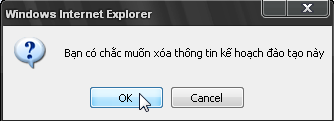 Windows Internet Explorer
Bạn có chắc muốn xóa thông tin kế hoạch đào tạo này
OK
Cancel